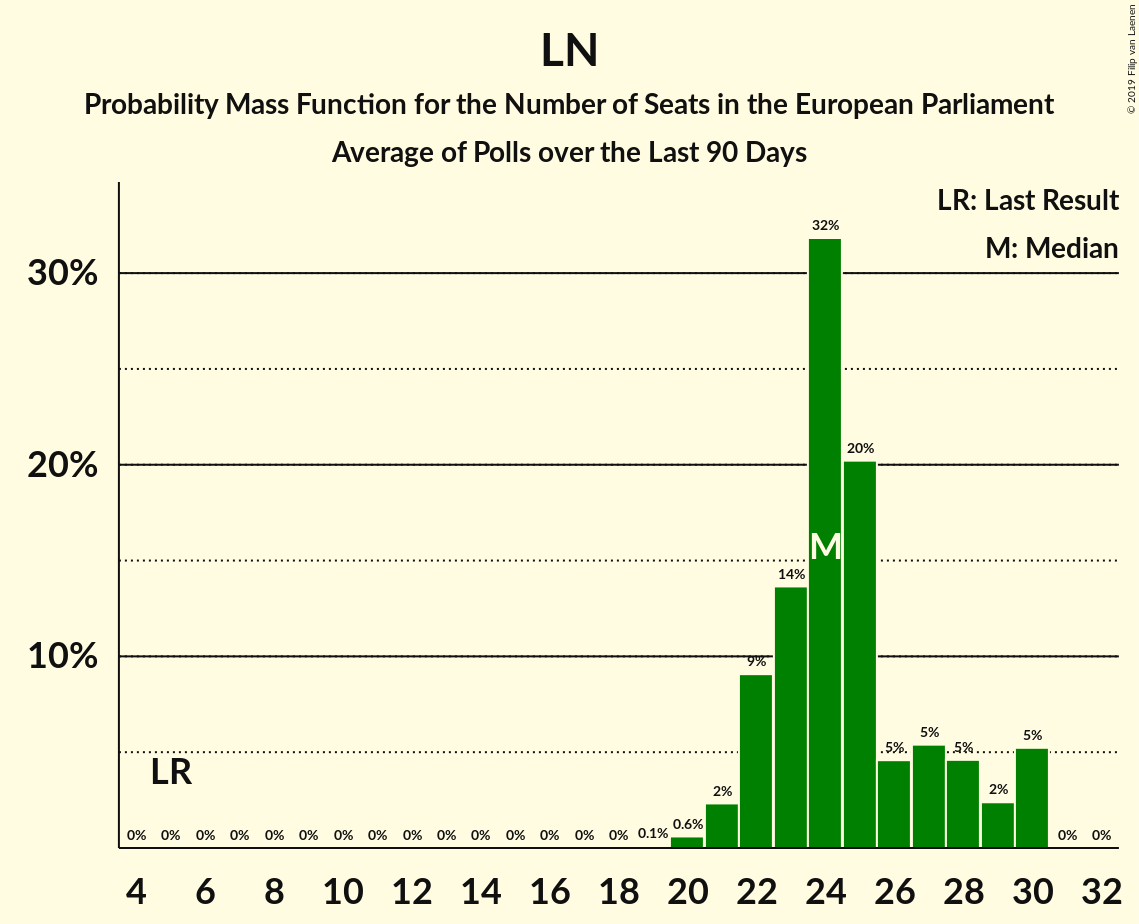 LN
Probability Mass Function for the Number of Seats in the European Parliament
Average of Polls over the Last 90 Days
© 2019 Filip van Laenen
LR: Last Result
M: Median
30%
20%
10%
32%
20%
14%
9%
5% 5% 5% 2% 5%
2%
0% 0% 0% 0% 0% 0% 0% 0% 0% 0% 0% 0% 0% 0% 0% 0.1% 0.6% 0% 0%
M
LR
4 6 8 10 12 14 16 18 20 22 24 26 28 30 32